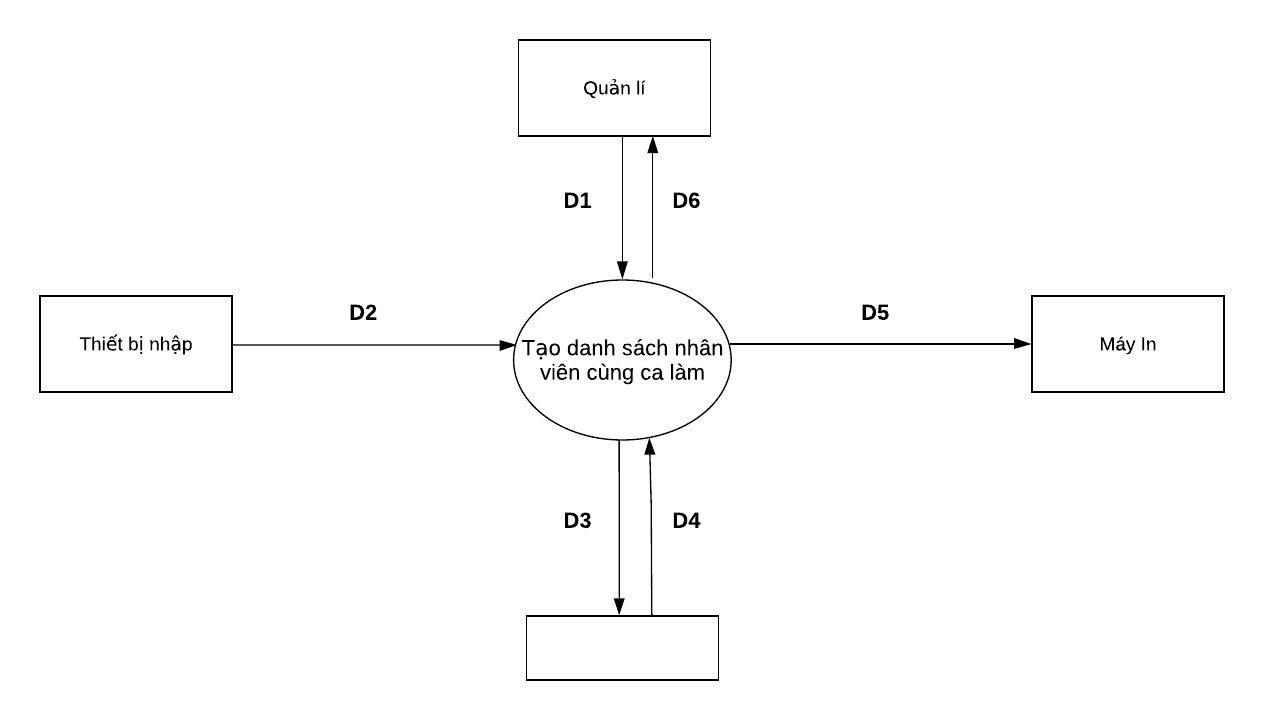 Quản lí
D1
D6
D2
D5
Thiết bị nhập
Tạo danh sách nhân
viên cùng ca làm
Máy In
D3
D4